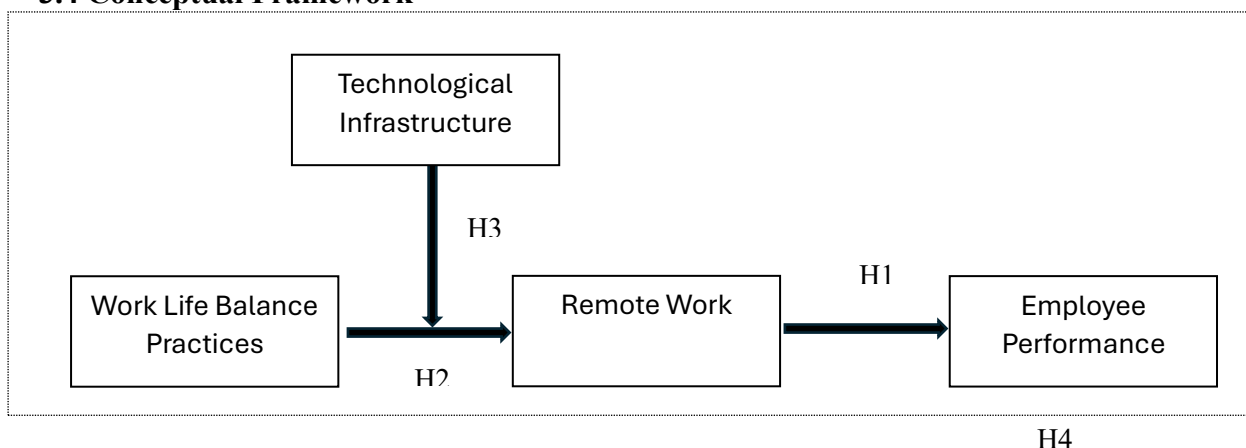 Conceptual Framework
Technological
Infrastructure
H3
H1
Work Life Balance
Practices
Remote Work
Employee
Performance
H2
H4